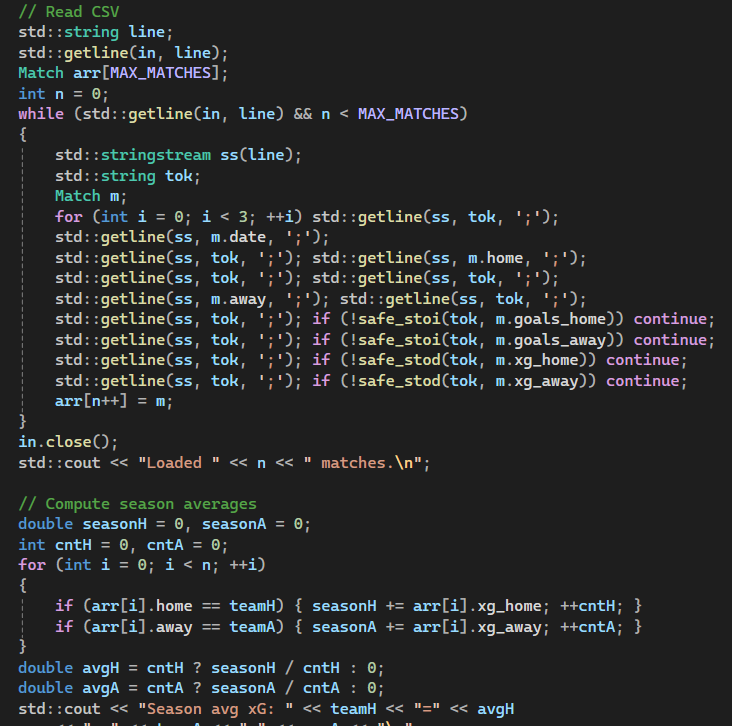 // Read CSV
std::string line;
std::getline(in, line);
Match arr[MAX_MATCHES];
int n = 0;
while (std::getline(in, line) && n < MAX_MATCHES)
{
    std::stringstream ss(line);
    std::string tok;
    Match m;
    for (int i = 0; i < 3; ++i) std::getline(ss, tok, ';');
    std::getline(ss, m.date, ';');
    std::getline(ss, tok, ';'); std::getline(ss, m.home, ';');
    std::getline(ss, tok, ';'); std::getline(ss, tok, ';');
    std::getline(ss, m.away, ';'); std::getline(ss, tok, ';');
    std::getline(ss, tok, ';'); if (!safe_stoi(tok, m.goals_home)) continue;
    std::getline(ss, tok, ';'); if (!safe_stoi(tok, m.goals_away)) continue;
    std::getline(ss, tok, ';'); if (!safe_stod(tok, m.xg_home)) continue;
    std::getline(ss, tok, ';'); if (!safe_stod(tok, m.xg_away)) continue;
    arr[n++] = m;
}
in.close();
std::cout << "Loaded " << n << " matches.\n";

// Compute season averages
double seasonH = 0, seasonA = 0;
int cntH = 0, cntA = 0;
for (int i = 0; i < n; ++i)
{
    if (arr[i].home == teamH) { seasonH += arr[i].xg_home; ++cntH; }
    if (arr[i].away == teamA) { seasonA += arr[i].xg_away; ++cntA; }
}
double avgH = cntH ? seasonH / cntH : 0;
double avgA = cntA ? seasonA / cntA : 0;
std::cout << "Season avg xG: " << teamH << "=" << avgH